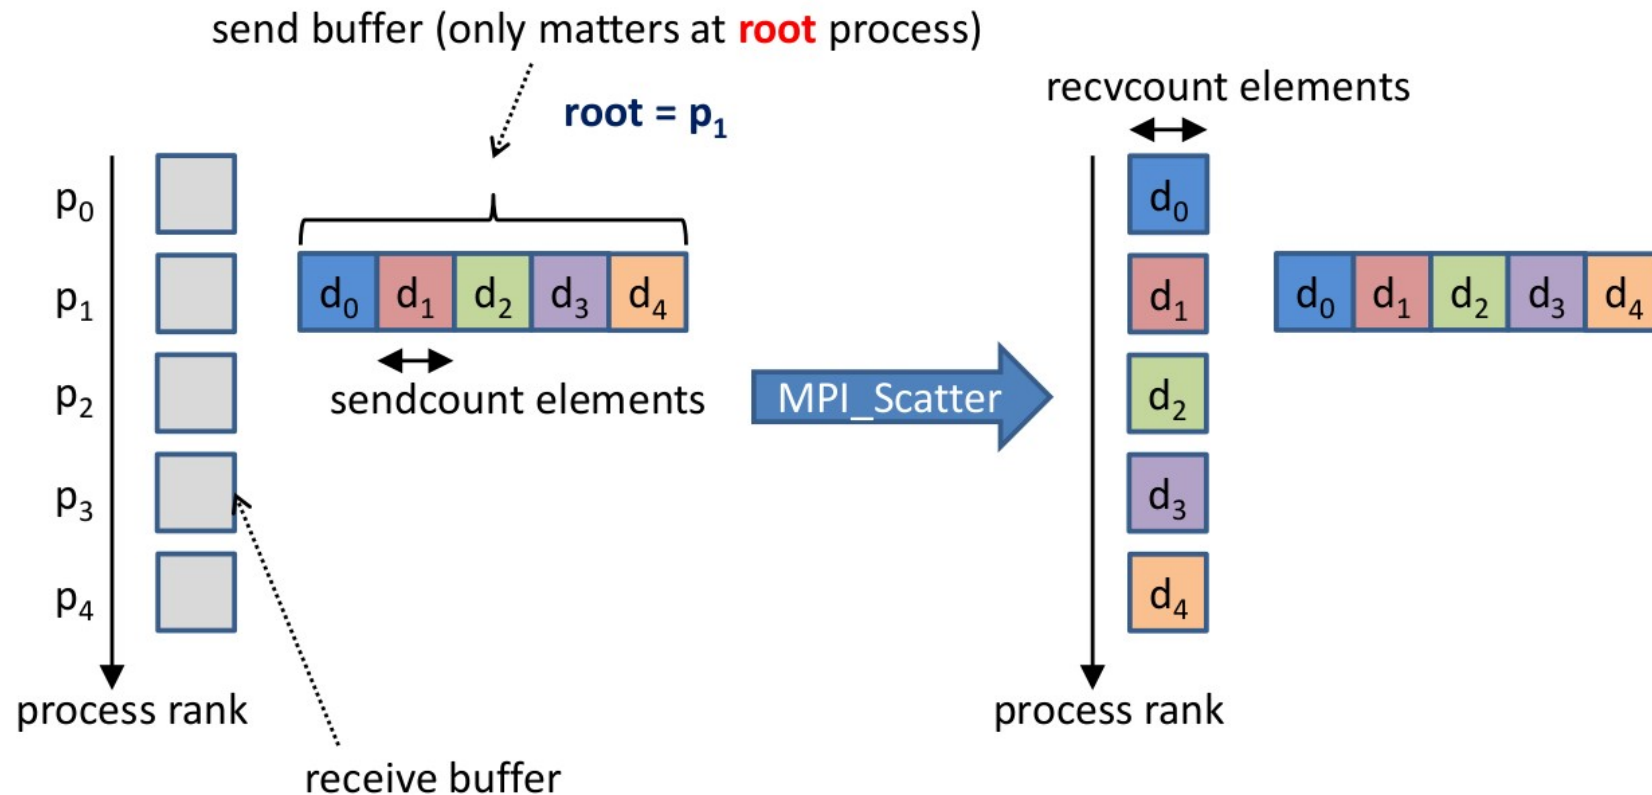 send buffer (only matters at root process)
root = p₁
recvcount elements
p₀
d₀
p₁
d₀ d₁ d₂ d₃ d₄
d₁
d₀ d₁ d₂ d₃ d₄
sendcount elements
MPI_Scatter
p₂
d₂
p₃
d₃
p₄
d₄
process rank
process rank
receive buffer